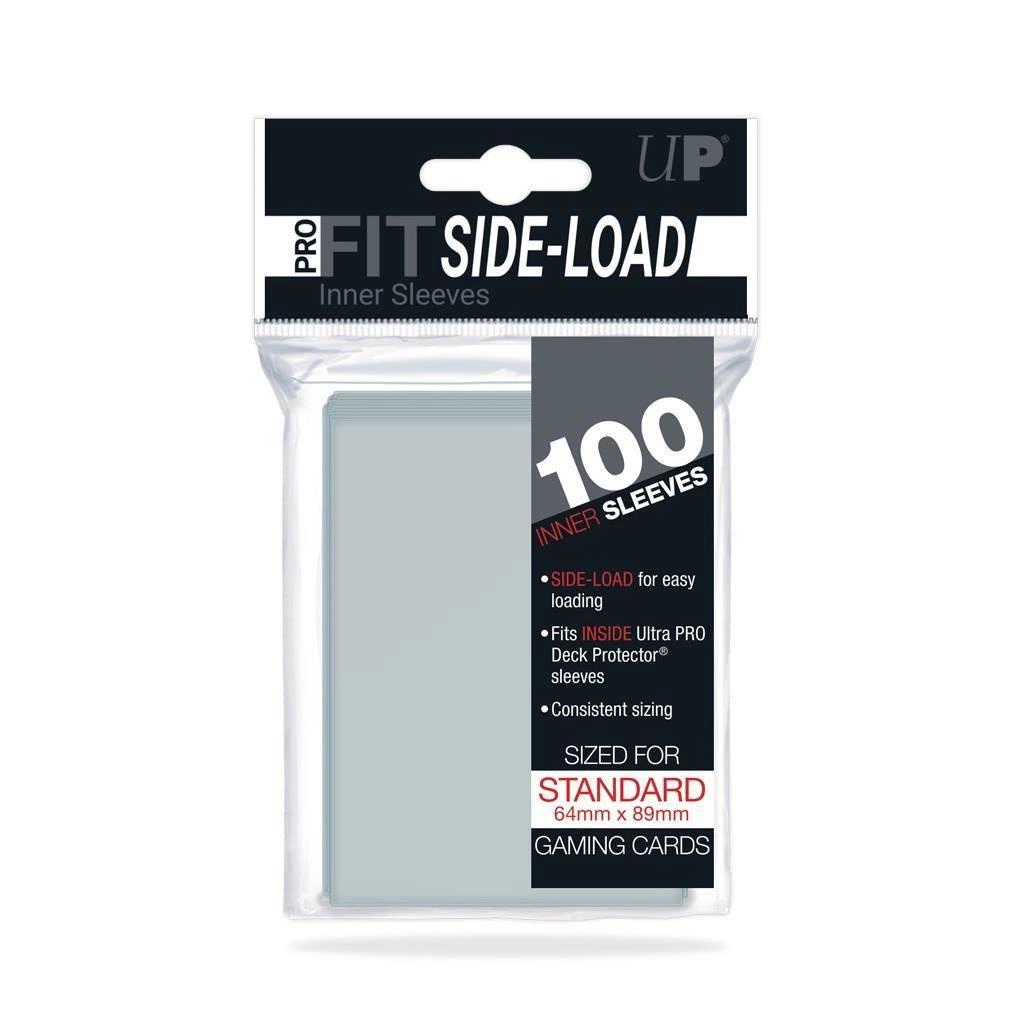 UP®
PRO FIT SIDE-LOAD
Inner Sleeves
100
INNER SLEEVES
•SIDE-LOAD for easy
loading
•Fits INSIDE Ultra PRO
Deck Protector®
sleeves
•Consistent sizing
SIZED FOR
STANDARD
64mm x 89mm
GAMING CARDS